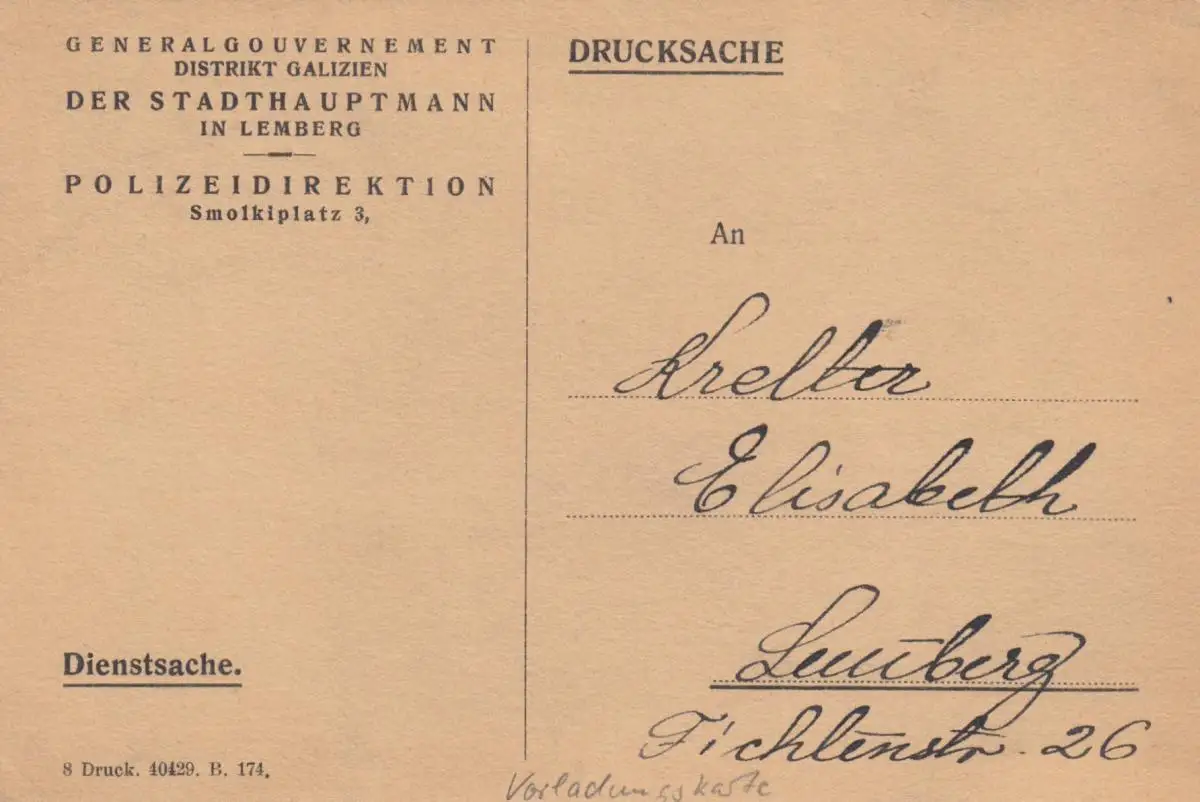 GENERALGOUVERNEMENT
DISTRIKT GALIZIEN
DER STADTHAUPTMANN
IN LEMBERG
POLIZEIDIREKTION
Smolkiplatz 3,
Dienstsache.
8 Druck. 40429. B. 174.
DRUCKSACHE
An
Krelter
Elisabeth
Lemberg
Fichtenstr. 26
Vorladungskarte